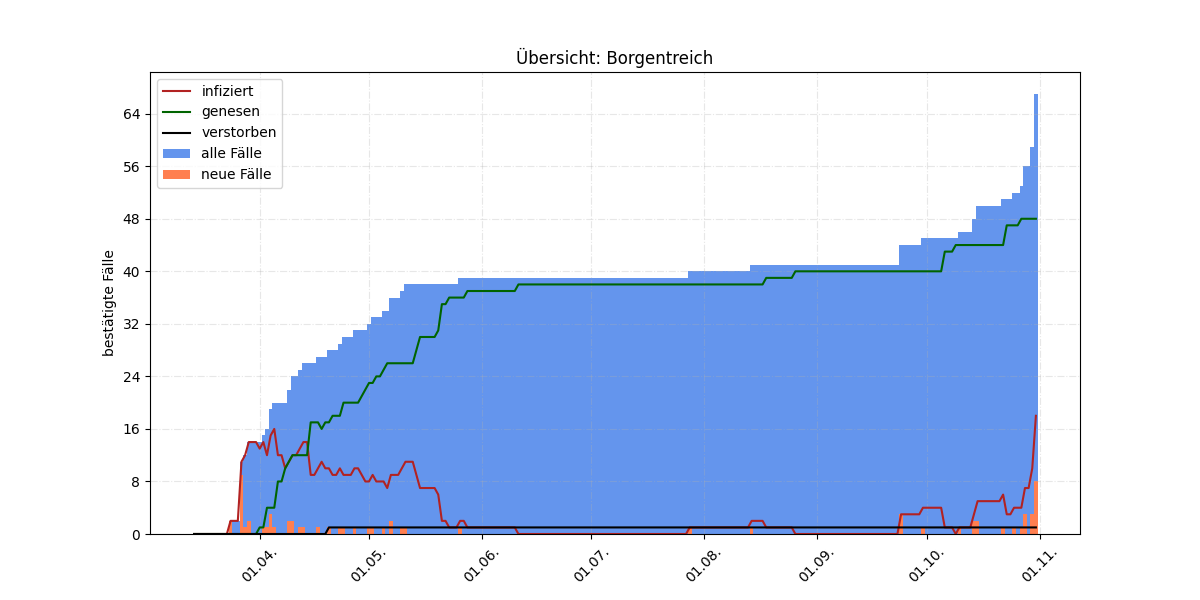 Übersicht: Borgentreich
infiziert
genesen
verstorben
alle Fälle
neue Fälle
bestätigte Fälle
64
56
48
40
32
24
16
8
0
01.04.
01.05.
01.06.
01.07.
01.08.
01.09.
01.10.
01.11.